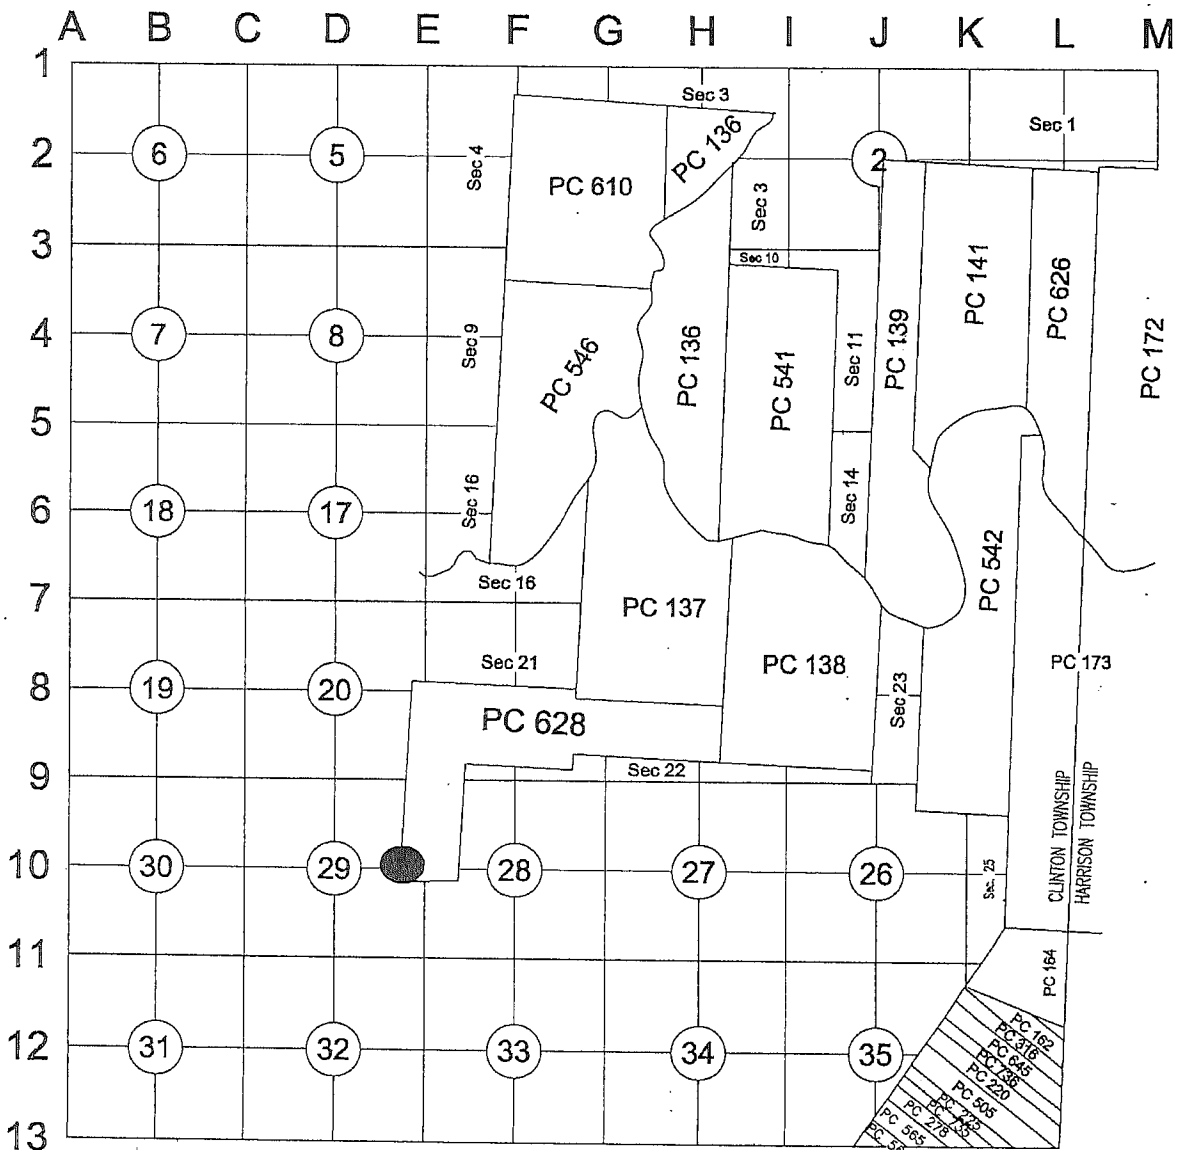 A B C D E F G H I J K L M
1
Sec 3
Sec 1
2
6
5
Sec 4
PC 610
PC 136
2
Sec 3
3
Sec 10
PC 141
PC 626
4
7
8
Sec 9
PC 546
PC 136
PC 541
Sec 11
PC 139
PC 172
5
6
18
17
Sec 16
Sec 14
PC 542
7
Sec 16
PC 137
8
19
20
Sec 21
PC 138
Sec 23
PC 173
PC 628
9
Sec 22
CLINTON TOWNSHIP
HARRISON TOWNSHIP
10
30
29
28
27
26
Sec. 25
11
PC 164
12
31
32
33
34
35
PC 162
PC 316
PC 645
PC 736
PC 220
PC 505
PC 278
PC 565
13